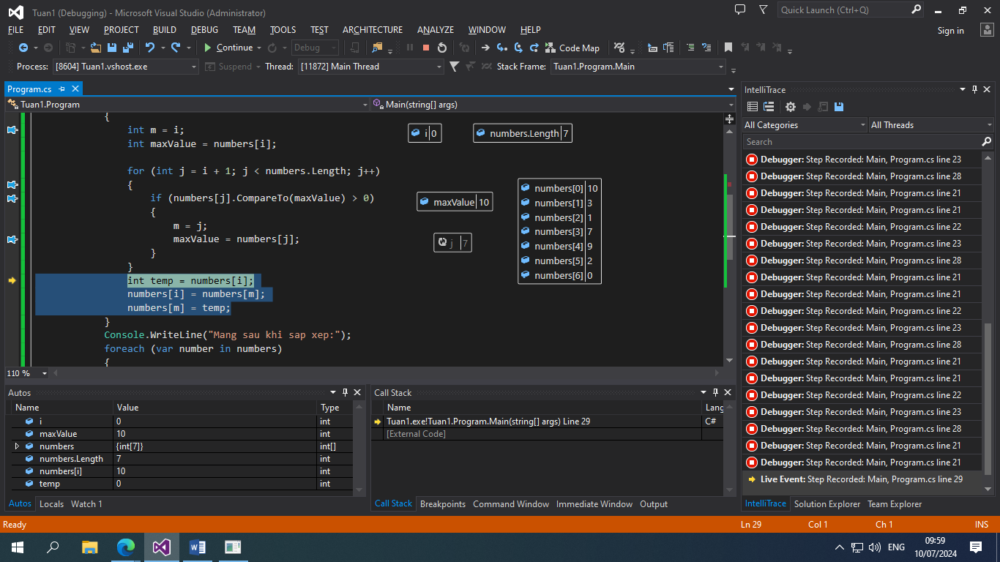 Tuan1 (Debugging) - Microsoft Visual Studio (Administrator)
Quick Launch (Ctrl+Q)
FILE EDIT VIEW PROJECT BUILD DEBUG TEAM TOOLS TEST ARCHITECTURE ANALYZE WINDOW HELP
Sign in
Continue Debug Code Map
Process: [8604] Tuan1.vshost.exe Suspend Thread: [11872] Main Thread Stack Frame: Tuan1.Program.Main
Program.cs
Tuan1.Program Main(string[] args)
{
int m = i;
int maxValue = numbers[i];
for (int j = i + 1; j < numbers.Length; j++)
{
if (numbers[j].CompareTo(maxValue) > 0)
{
m = j;
maxValue = numbers[j];
}
}
int temp = numbers[i];
numbers[i] = numbers[m];
numbers[m] = temp;
}
Console.WriteLine("Mang sau khi sap xep:");
foreach (var number in numbers)
{
i 0
numbers.Length 7
maxValue 10
j 7
numbers[0] 10
numbers[1] 3
numbers[2] 1
numbers[3] 7
numbers[4] 9
numbers[5] 2
numbers[6] 0
110 %
IntelliTrace
All Categories All Threads
Search
Debugger: Step Recorded: Main, Program.cs line 23
Debugger: Step Recorded: Main, Program.cs line 28
Debugger: Step Recorded: Main, Program.cs line 21
Debugger: Step Recorded: Main, Program.cs line 21
Debugger: Step Recorded: Main, Program.cs line 22
Debugger: Step Recorded: Main, Program.cs line 23
Debugger: Step Recorded: Main, Program.cs line 28
Debugger: Step Recorded: Main, Program.cs line 21
Debugger: Step Recorded: Main, Program.cs line 21
Debugger: Step Recorded: Main, Program.cs line 22
Debugger: Step Recorded: Main, Program.cs line 23
Debugger: Step Recorded: Main, Program.cs line 28
Debugger: Step Recorded: Main, Program.cs line 21
Debugger: Step Recorded: Main, Program.cs line 21
Debugger: Step Recorded: Main, Program.cs line 22
Debugger: Step Recorded: Main, Program.cs line 23
Debugger: Step Recorded: Main, Program.cs line 28
Debugger: Step Recorded: Main, Program.cs line 21
Debugger: Step Recorded: Main, Program.cs line 21
Live Event: Step Recorded: Main, Program.cs line 29
IntelliTrace Solution Explorer Team Explorer
Autos
Name Value Type
i 0 int
maxValue 10 int
numbers {int[7]} int[]
numbers.Length 7 int
numbers[i] 10 int
temp 0 int
Autos Locals Watch 1
Call Stack
Name Lang
Tuan1.exe!Tuan1.Program.Main(string[] args) Line 29 C#
[External Code]
Call Stack Breakpoints Command Window Immediate Window Output
Ready Ln 29 Col 1 Ch 1 INS
ENG
09:59
10/07/2024